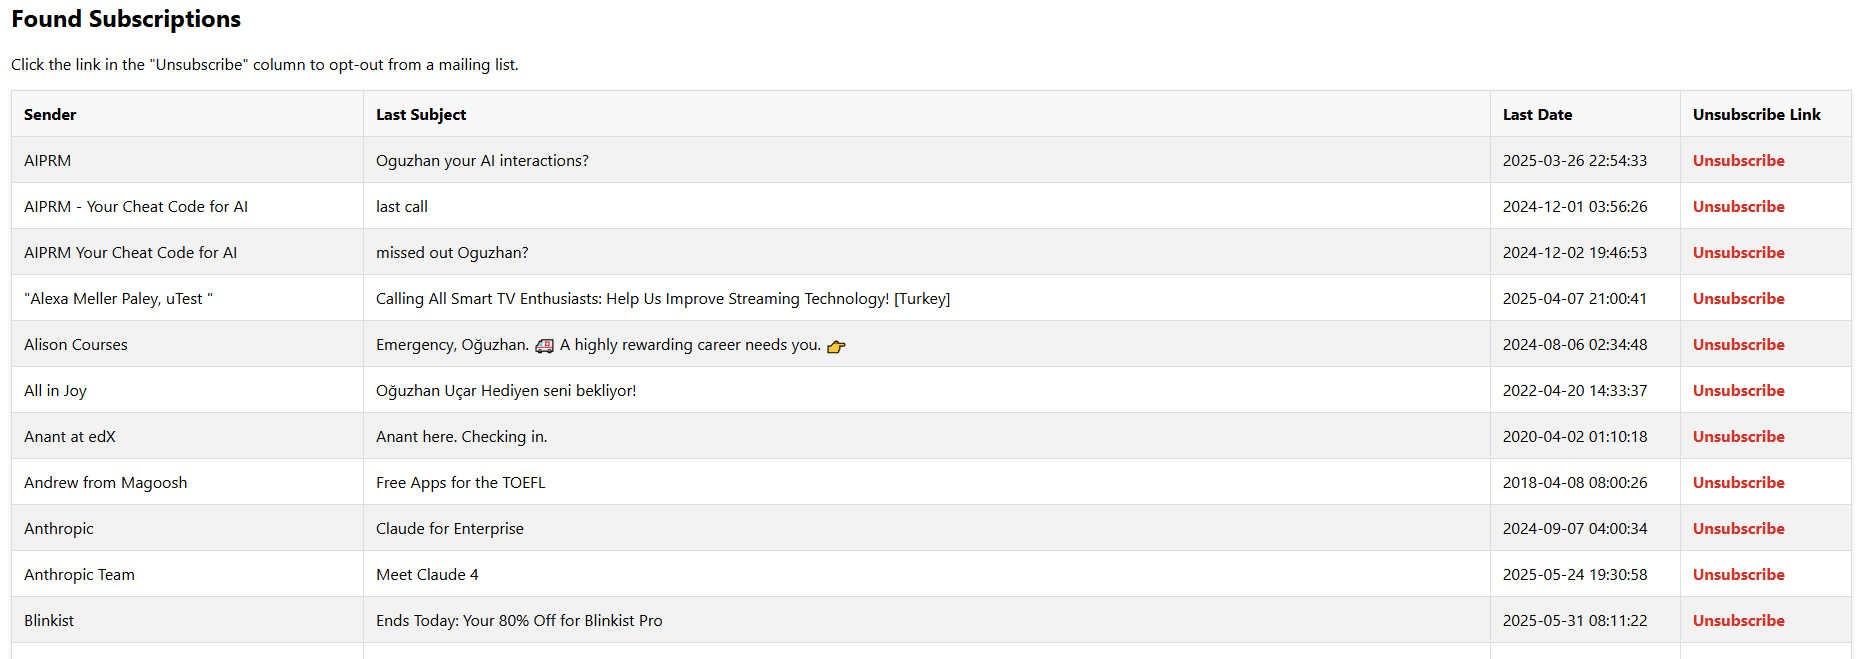 Found Subscriptions
Click the link in the "Unsubscribe" column to opt-out from a mailing list.
Sender Last Subject Last Date Unsubscribe Link
AIPRM Oguzhan your AI interactions? 2025-03-26 22:54:33 Unsubscribe
AIPRM - Your Cheat Code for AI last call 2024-12-01 03:56:26 Unsubscribe
AIPRM Your Cheat Code for AI missed out Oguzhan? 2024-12-02 19:46:53 Unsubscribe
"Alexa Meller Paley, uTest " Calling All Smart TV Enthusiasts: Help Us Improve Streaming Technology! [Turkey] 2025-04-07 21:00:41 Unsubscribe
Alison Courses Emergency, Oğuzhan. 🚑 A highly rewarding career needs you. 👉 2024-08-06 02:34:48 Unsubscribe
All in Joy Oğuzhan Uçar Hediyen seni bekliyor! 2022-04-20 14:33:37 Unsubscribe
Anant at edX Anant here. Checking in. 2020-04-02 01:10:18 Unsubscribe
Andrew from Magoosh Free Apps for the TOEFL 2018-04-08 08:00:26 Unsubscribe
Anthropic Claude for Enterprise 2024-09-07 04:00:34 Unsubscribe
Anthropic Team Meet Claude 4 2025-05-24 19:30:58 Unsubscribe
Blinkist Ends Today: Your 80% Off for Blinkist Pro 2025-05-31 08:11:22 Unsubscribe